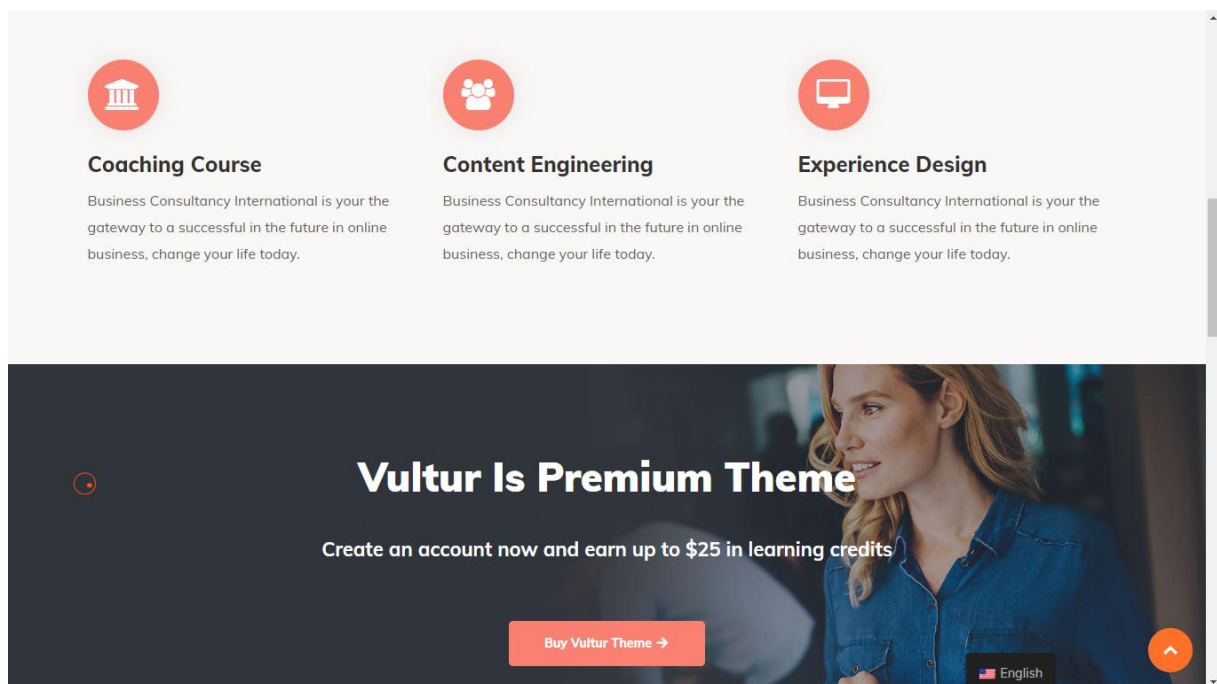 Coaching Course
Business Consultancy International is your the
gateway to a successful in the future in online
business, change your life today.
Content Engineering
Business Consultancy International is your the
gateway to a successful in the future in online
business, change your life today.
Experience Design
Business Consultancy International is your the
gateway to a successful in the future in online
business, change your life today.
Vultur Is Premium Theme
Create an account now and earn up to $25 in learning credits
Buy Vultur Theme →
English